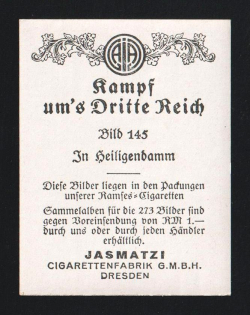 Kampf
um's Dritte Reich
Bild 145
In Heiligendamm
Diese Bilder liegen in den Packungen
unserer Ramses-Cigaretten
Sammelalben für die 273 Bilder sind
gegen Voreinsendung von RM 1.—
durch uns oder durch jeden Händler
erhältlich.
JASMATZI
CIGARETTENFABRIK G.M.B.H.
DRESDEN